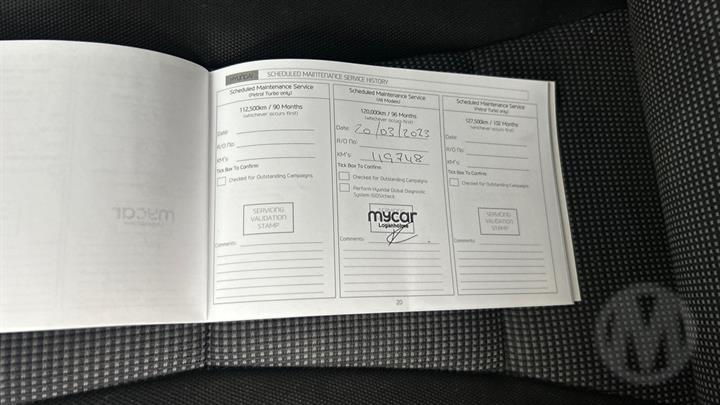 HYUNDAI SCHEDULED MAINTENANCE SERVICE HISTORY
Scheduled Maintenance Service
(Petrol Turbo only)
112,500km / 90 Months
(whichever occurs first)
Date:
R/O No:
KM's:
Tick Box To Confirm:
Checked for Outstanding Campaigns
SERVICING
VALIDATION
STAMP
Comments:
Scheduled Maintenance Service
(All Models)
120,000km / 96 Months
(whichever occurs first)
Date: 20/03/2023
R/O No:
KM's: 119748
Tick Box To Confirm:
Checked for Outstanding Campaigns
Perform Hyundai Global Diagnostic
System (GDS)check
mycar
Loganholme
Comments:
Scheduled Maintenance Service
(Petrol Turbo only)
127,500km / 102 Months
(whichever occurs first)
Date:
R/O No:
KM's:
Tick Box To Confirm:
Checked for Outstanding Campaigns
SERVICING
VALIDATION
STAMP
Comments:
20
mycar
M